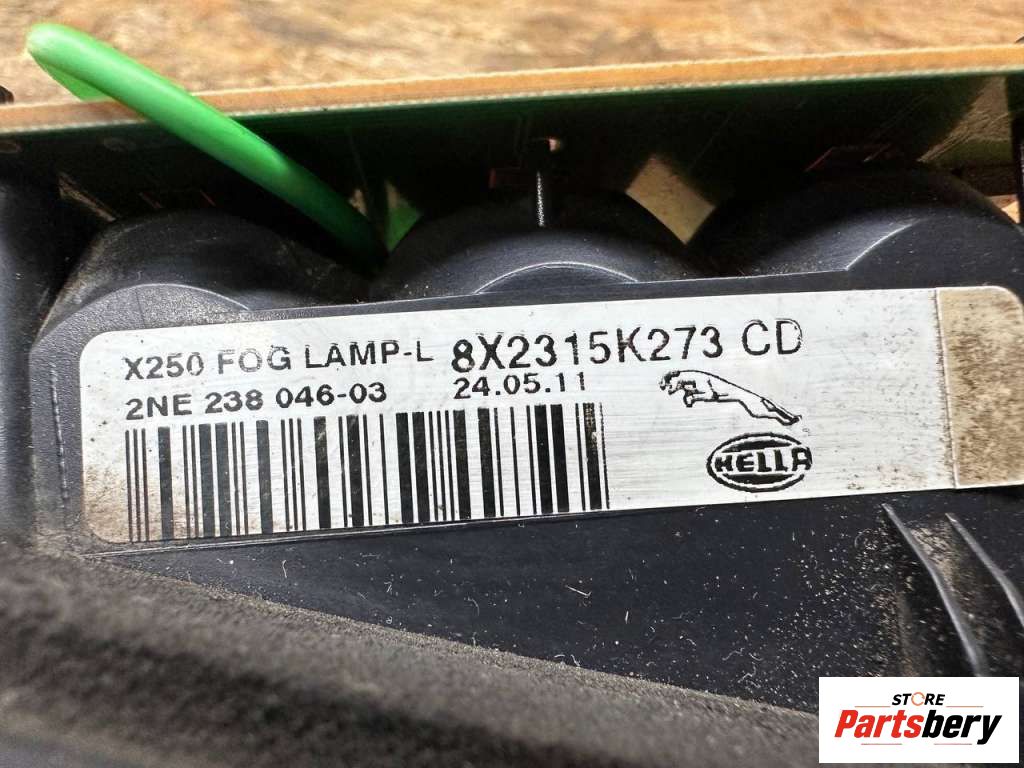 X250 FOG LAMP-L 8X2315K273 CD
2NE 238 046-03 24.05.11
HELLA
STORE
Partsbery